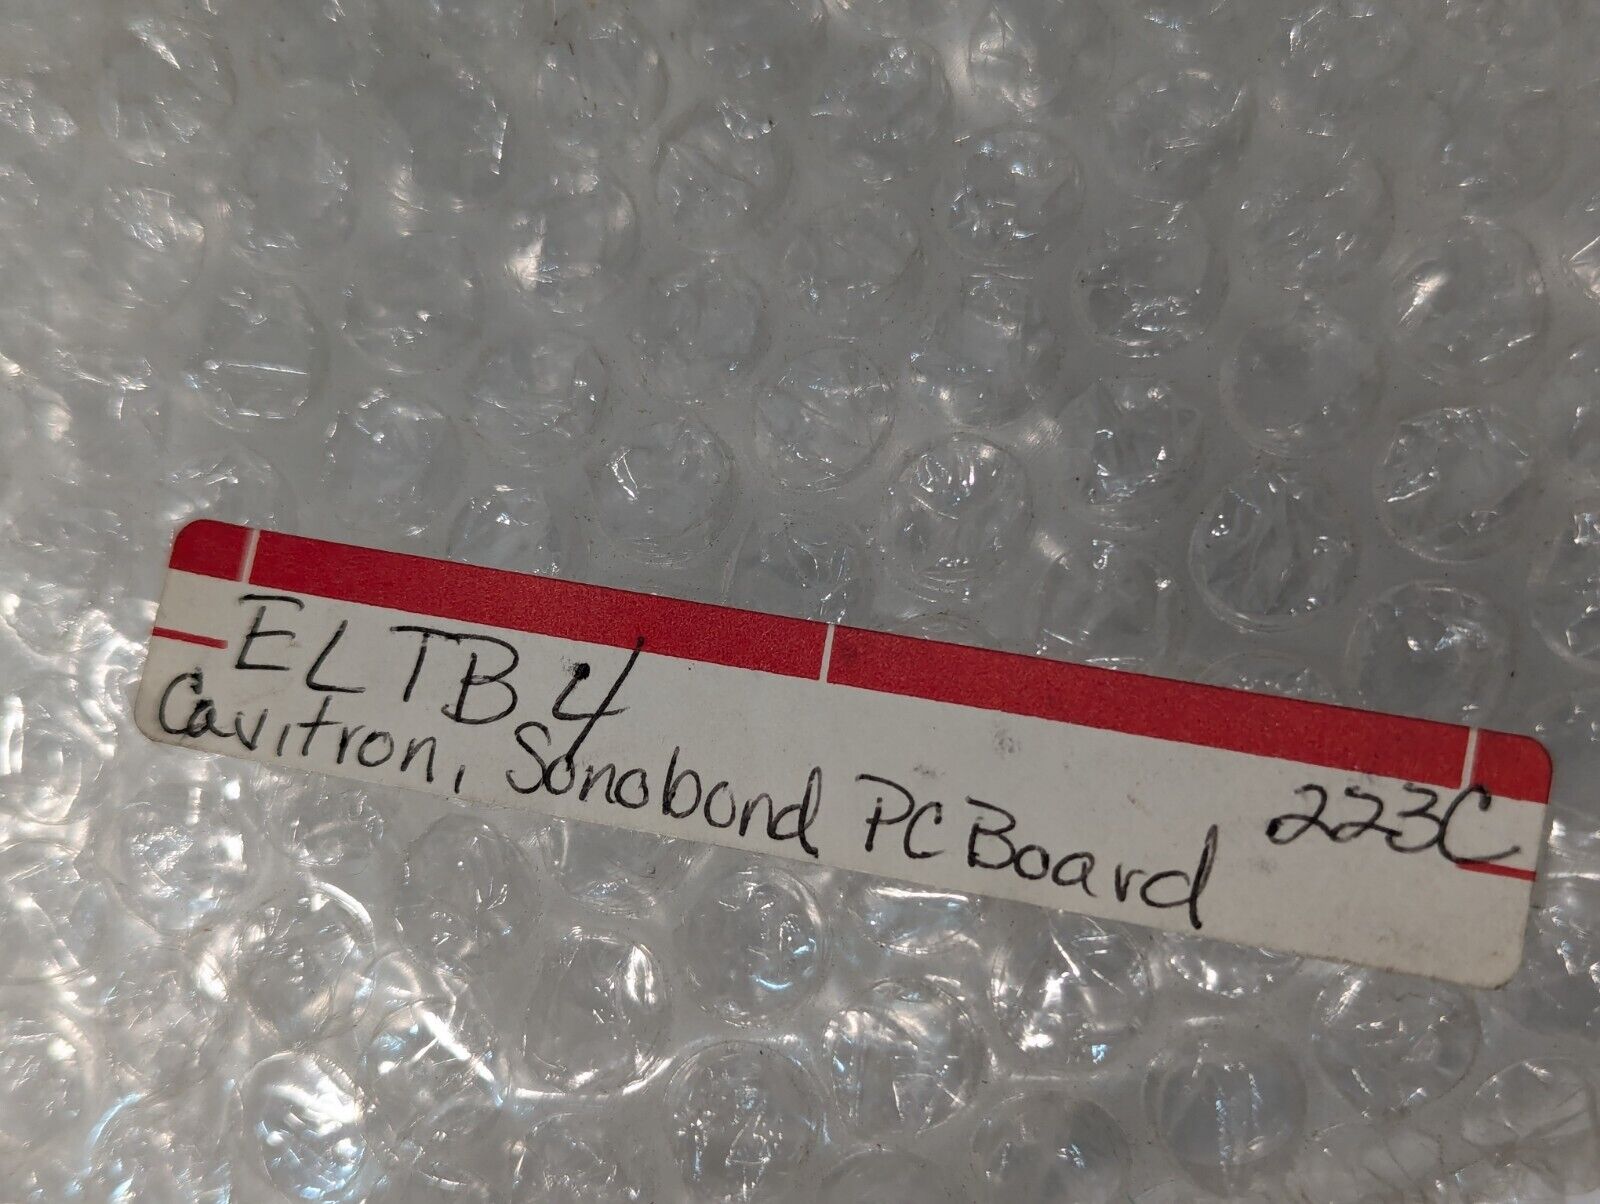 ELTB4
Cavitron, Sonobond PC Board
223C